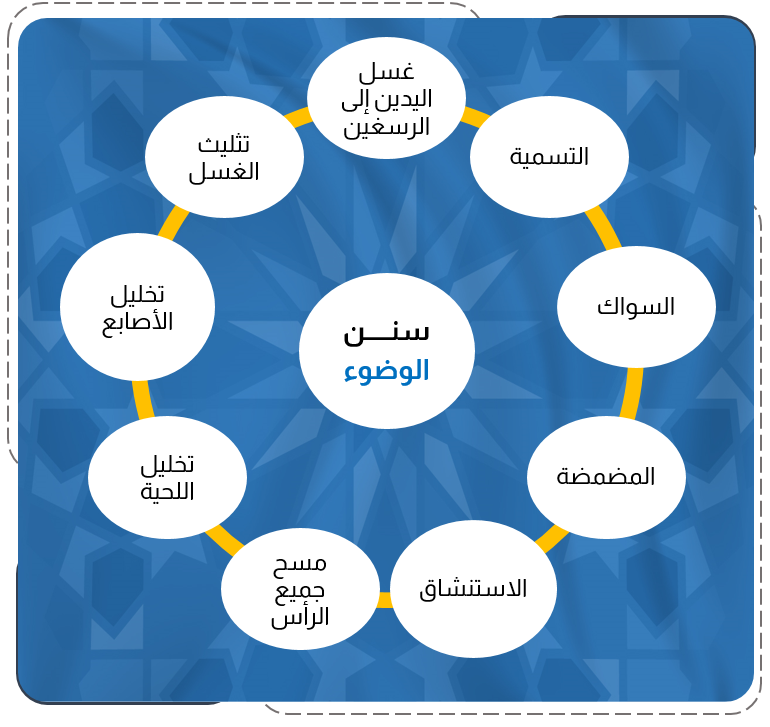 سنـــن
الوضوء
غسل
اليدين إلى
الرسغين
التسمية
السواك
المضمضة
الاستنشاق
مسح
جميع
الرأس
تخليل
اللحية
تخليل
الأصابع
تثليث
الغسل